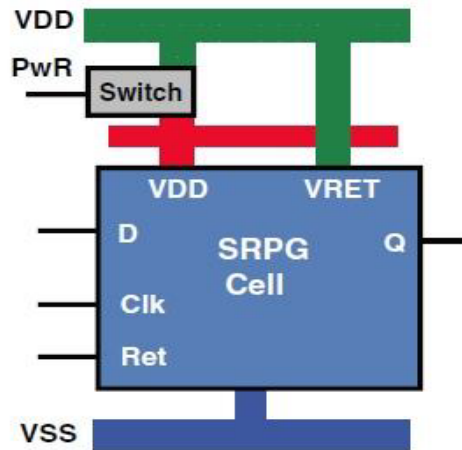 VDD
PwR
Switch
VDD VRET
D
SRPG
Cell
Q
Clk
Ret
VSS